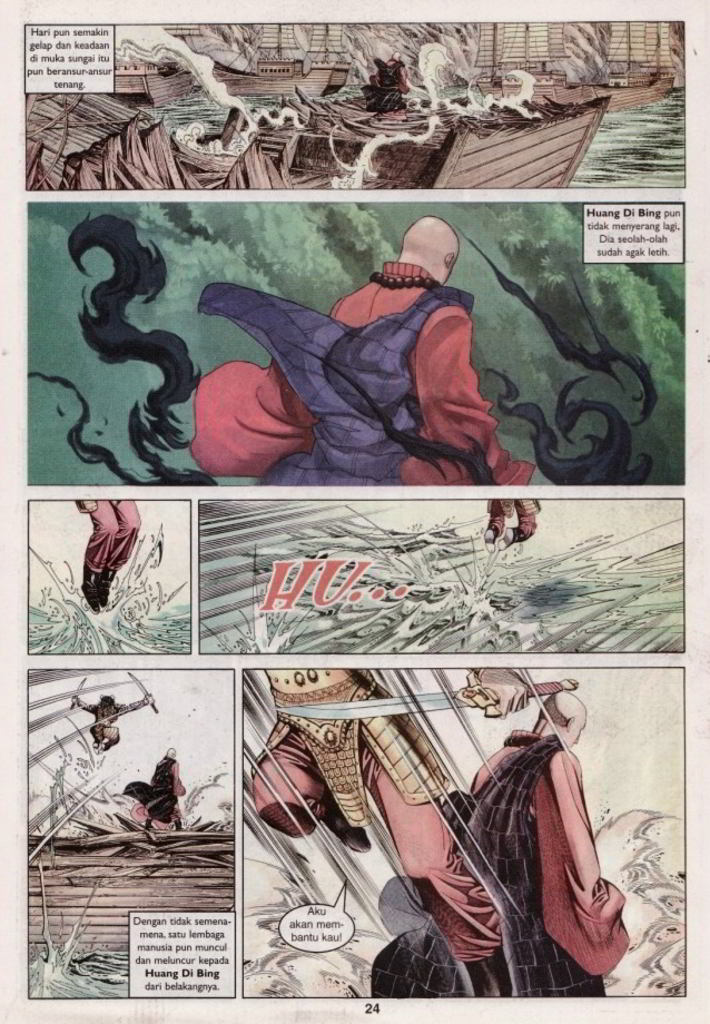 Hari pun semakin
gelap dan keadaan
di muka sungai itu
pun beransur-ansur
tenang.
Huang Di Bing pun
tidak menyerang lagi,
Dia seolah-olah
sudah agak letih.
HU...
Dengan tidak semena-
mena, satu lembaga
manusia pun muncul
dan meluncur kepada
Huang Di Bing
dari belakangnya.
Aku
akan mem-
bantu kau!
24